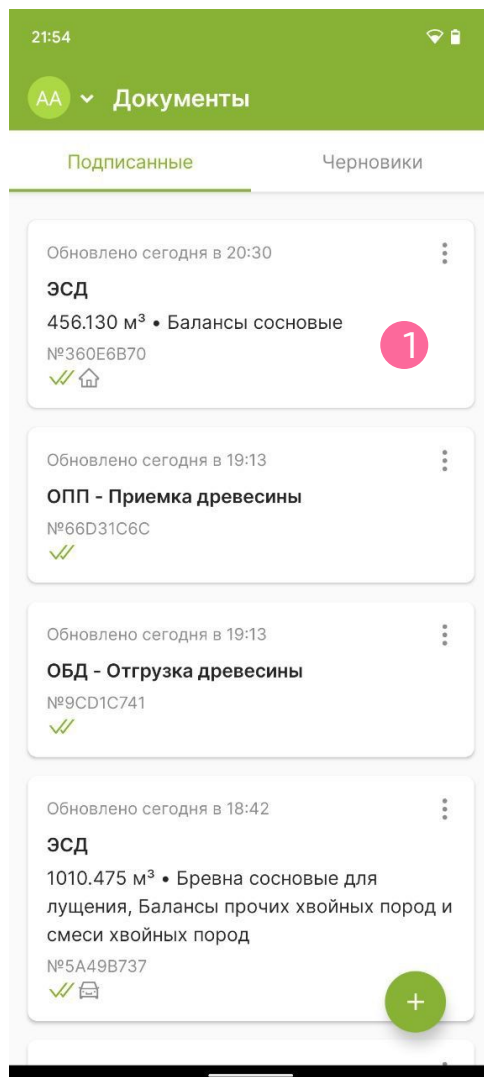 21:54
АА Документы
Подписанные Черновики
Обновлено сегодня в 20:30
ЭСД
456.130 м³ • Балансы сосновые
№360E6B70
1
Обновлено сегодня в 19:13
ОПП - Приемка древесины
№66D31C6C
Обновлено сегодня в 19:13
ОБД - Отгрузка древесины
№9CD1C741
Обновлено сегодня в 18:42
ЭСД
1010.475 м³ • Бревна сосновые для
лущения, Балансы прочих хвойных пород и
смеси хвойных пород
№5A49B737
+